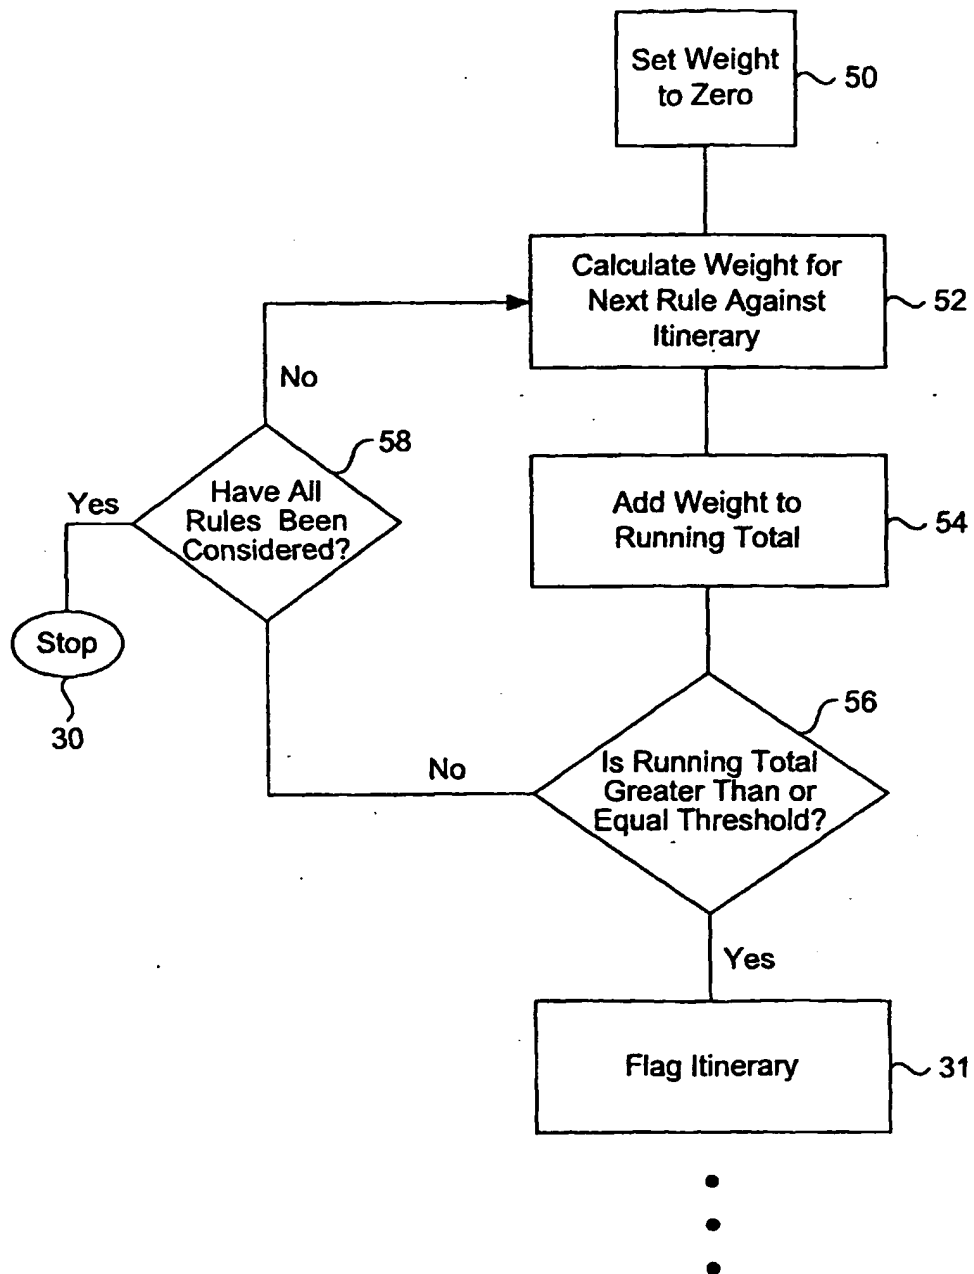 Set Weight
to Zero
50
Calculate Weight for
Next Rule Against
Itinerary
52
No
58
Have All
Rules Been
Considered?
Yes
Stop
30
Add Weight to
Running Total
54
56
Is Running Total
Greater Than or
Equal Threshold?
No
Yes
Flag Itinerary
31